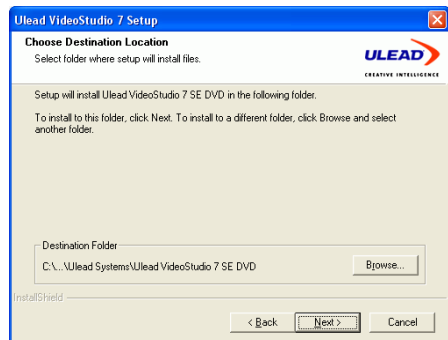 Ulead VideoStudio 7 Setup
Choose Destination Location
Select folder where setup will install files.
ULEAD
CREATIVE INTELLIGENCE
Setup will install Ulead VideoStudio 7 SE DVD in the following folder.
To install to this folder, click Next. To install to a different folder, click Browse and select
another folder.
Destination Folder
C:\...\Ulead Systems\Ulead VideoStudio 7 SE DVD
Browse...
InstallShield
< Back
Next >
Cancel